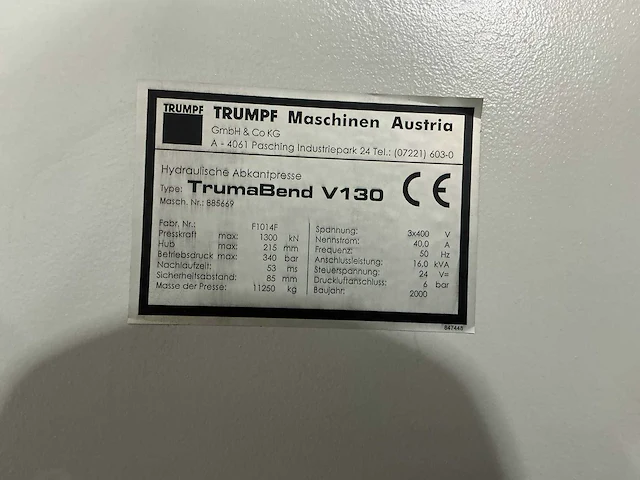 TRUMPF
TRUMPF Maschinen Austria
GmbH & Co KG
A - 4061 Pasching Industriepark 24 Tel.: (07221) 603-0
Hydraulische Abkantpresse
Type: TrumaBend V130
CE
Masch. Nr.: 885669
Fabr. Nr.: F1014F
Presskraft max: 1300 kN
Hub max: 215 mm
Betriebsdruck max: 340 bar
Nachlaufzeit: 53 ms
Sicherheitsabstand: 85 mm
Masse der Presse: 11250 kg
Spannung: 3x400 V
Nennstrom: 40,0 A
Frequenz: 50 Hz
Anschlussleistung: 16,0 kVA
Steuerspannung: 24 V=
Druckluftanschluss: 6 bar
Baujahr: 2000
847448